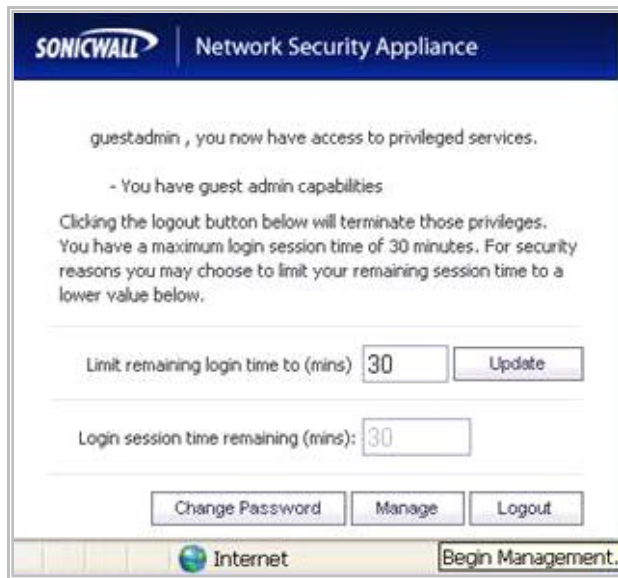 SONICWALL Network Security Appliance
guestadmin , you now have access to privileged services.
- You have guest admin capabilities
Clicking the logout button below will terminate those privileges.
You have a maximum login session time of 30 minutes. For security
reasons you may choose to limit your remaining session time to a
lower value below.
Limit remaining login time to (mins) 30 Update
Login session time remaining (mins): 30
Change Password Manage Logout
Internet Begin Management.